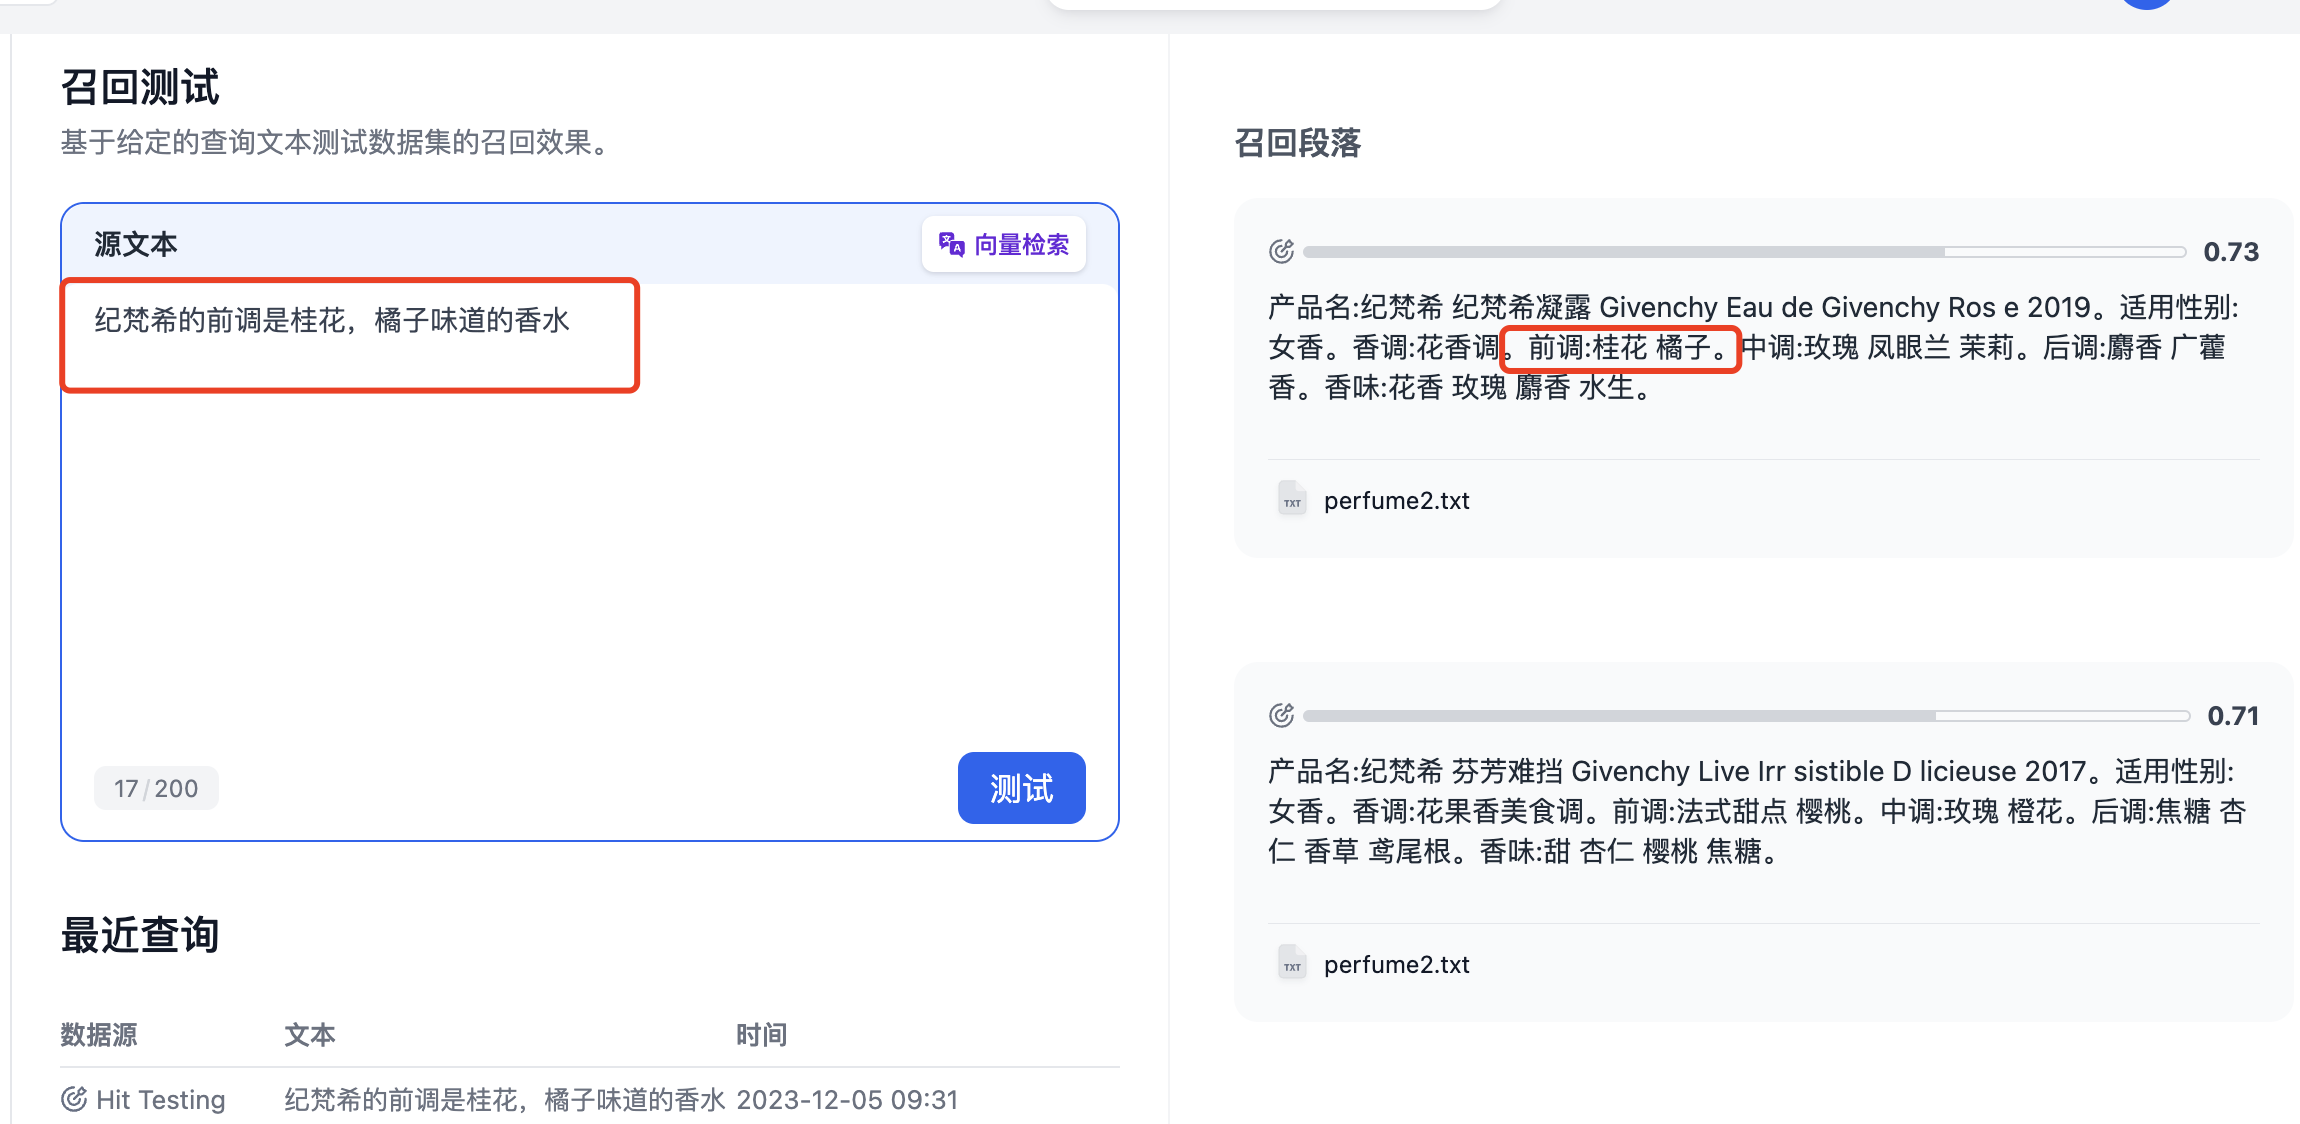 召回测试
基于给定的查询文本测试数据集的召回效果。
源文本
向量检索
纪梵希的前调是桂花，橘子味道的香水
17/200
测试
最近查询
数据源 文本 时间
Hit Testing 纪梵希的前调是桂花，橘子味道的香水 2023-12-05 09:31
召回段落
0.73
产品名:纪梵希 纪梵希凝露 Givenchy Eau de Givenchy Ros e 2019。适用性别:
女香。香调:花香调。前调:桂花 橘子。中调:玫瑰 凤眼兰 茉莉。后调:麝香 广藿
香。香味:花香 玫瑰 麝香 水生。
TXT perfume2.txt
0.71
产品名:纪梵希 芬芳难挡 Givenchy Live Irr sistible D licieuse 2017。适用性别:
女香。香调:花果香美食调。前调:法式甜点 樱桃。中调:玫瑰 橙花。后调:焦糖 杏
仁 香草 鸢尾根。香味:甜 杏仁 樱桃 焦糖。
TXT perfume2.txt